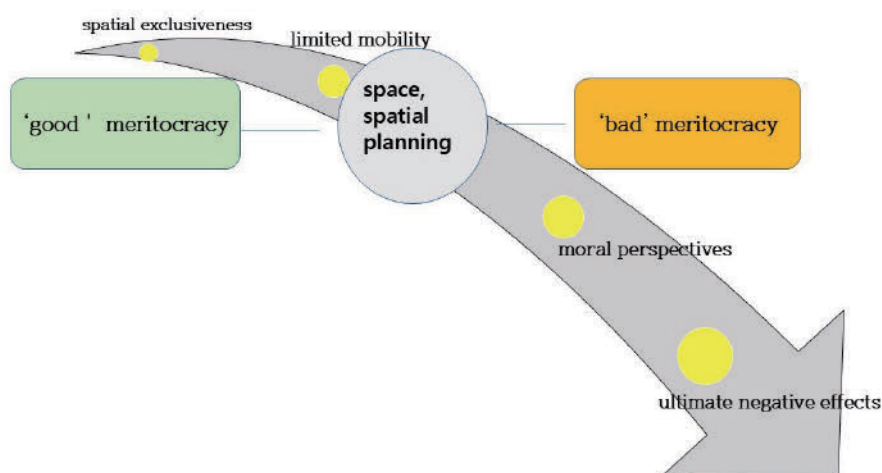 spatial exclusiveness
limited mobility
space,
spatial
planning
'good ' meritocracy
'bad' meritocracy
moral perspectives
ultimate negative effects